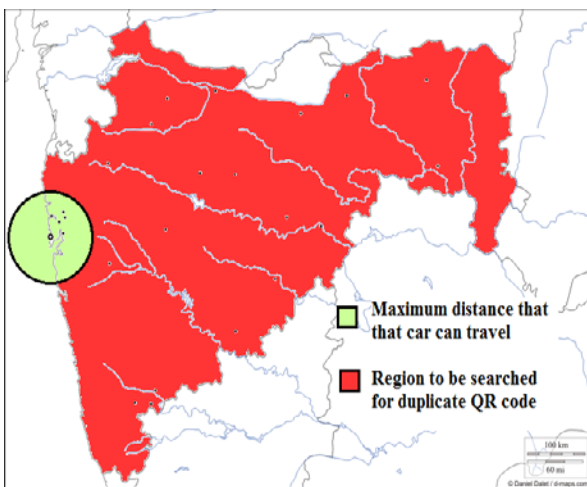 Maximum distance that
that car can travel
Region to be searched
for duplicate QR code
100 km
60 mi
© Daniel Dalet / d-maps.com